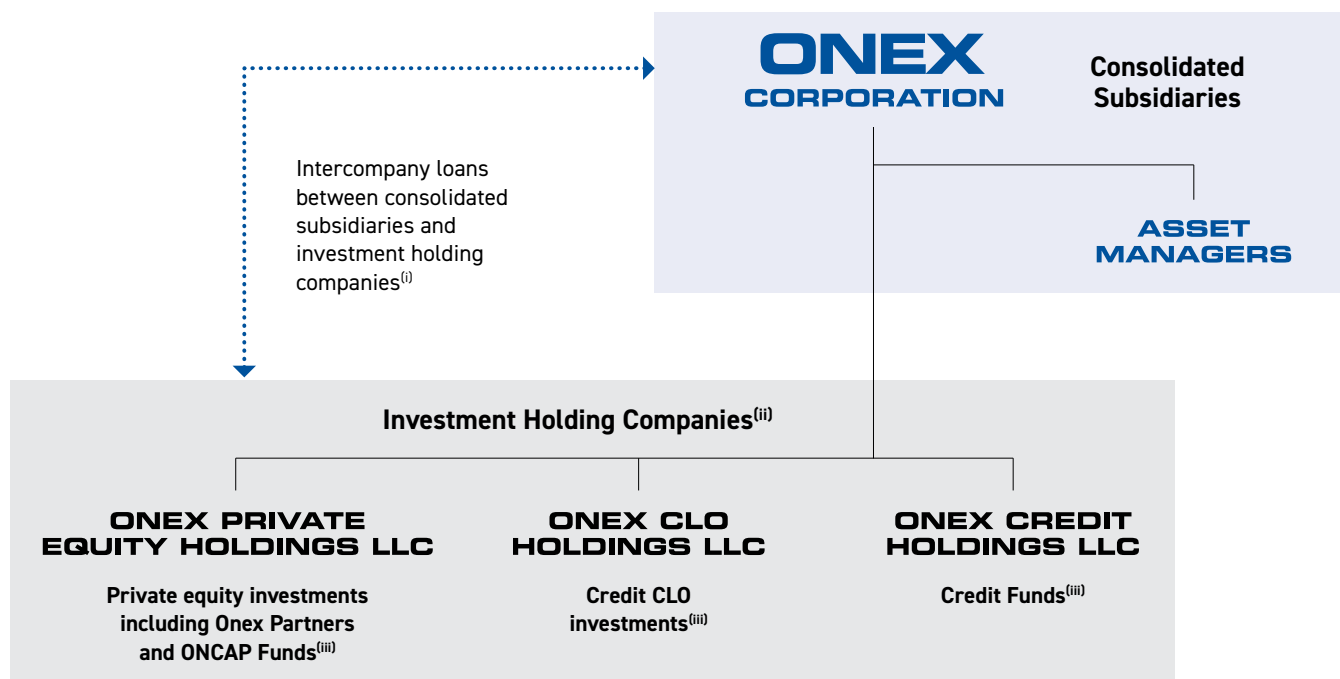 ONEX
CORPORATION
Consolidated
Subsidiaries
Intercompany loans
between consolidated
subsidiaries and
investment holding
companies(i)
ASSET
MANAGERS
Investment Holding Companies(ii)
ONEX PRIVATE
EQUITY HOLDINGS LLC
Private equity investments
including Onex Partners
and ONCAP Funds(iii)
ONEX CLO
HOLDINGS LLC
Credit CLO
investments(iii)
ONEX CREDIT
HOLDINGS LLC
Credit Funds(iii)